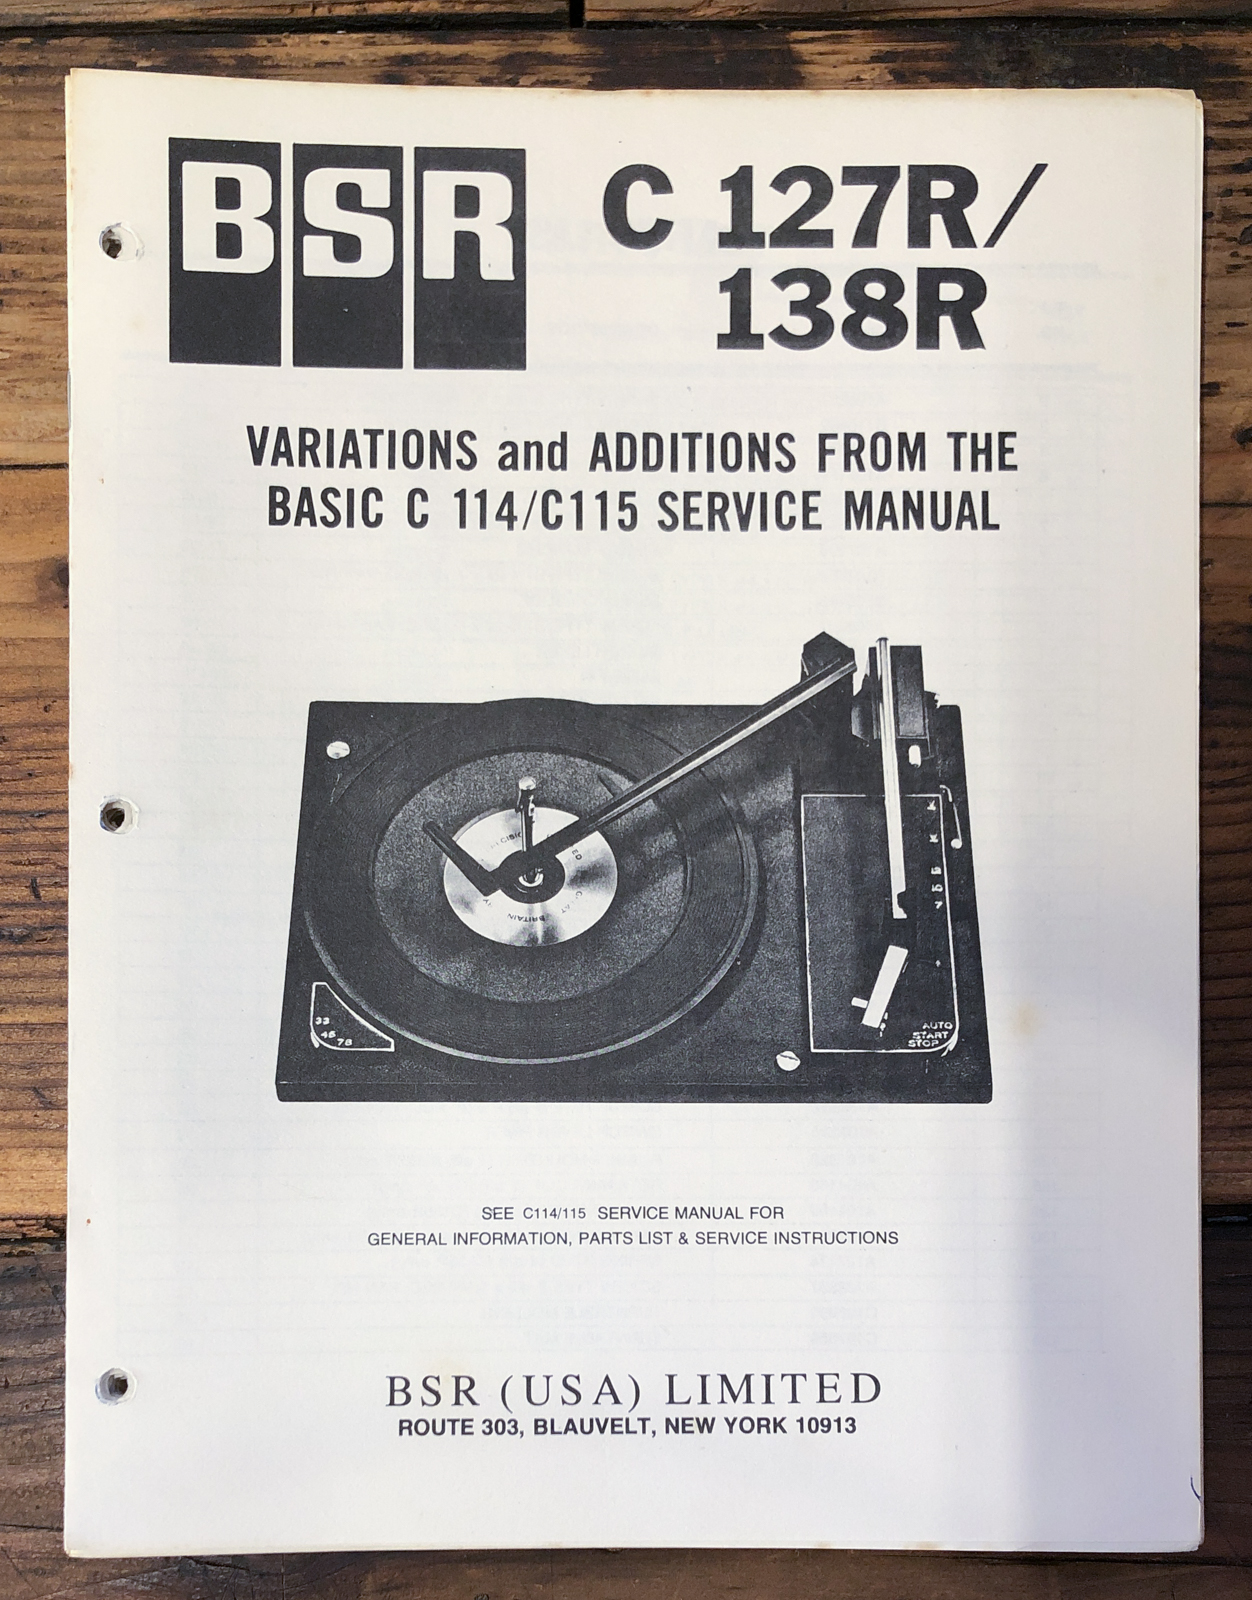 BSR
C 127R/
138R
VARIATIONS and ADDITIONS FROM THE
BASIC C 114/C115 SERVICE MANUAL
BRITAIN
33
45
78
AUTO
START
STOP
SEE C114/115 SERVICE MANUAL FOR
GENERAL INFORMATION, PARTS LIST & SERVICE INSTRUCTIONS
BSR (USA) LIMITED
ROUTE 303, BLAUVELT, NEW YORK 10913